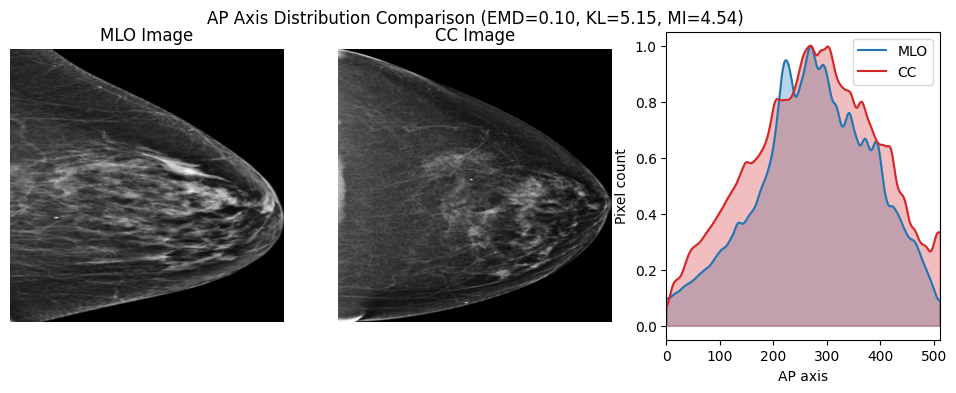 AP Axis Distribution Comparison (EMD=0.10, KL=5.15, MI=4.54)
MLO Image
CC Image
MLO
CC
Pixel count
1.0
0.8
0.6
0.4
0.2
0.0
0 100 200 300 400 500
AP axis